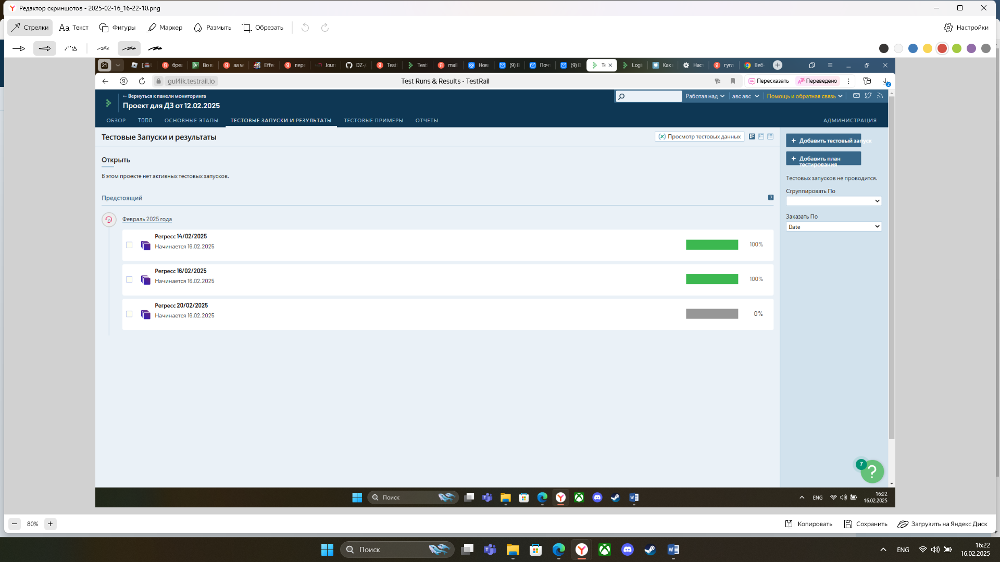 Редактор скриншотов - 2025-02-16_16-22-10.png
Стрелки Текст Фигуры Маркер Размыть Обрезать Настройки
21 бре Во в aa w Effe пере Jour DZ-/ Test Test mail Нов (9) В Поч (9) В Te Logi Как Наст гугл Веб
gul4ik.testrail.io Test Runs & Results - TestRail Пересказать Переведено 2
← Вернуться к панели мониторинга Работая над авс авс Помощь и обратная связь
Проект для ДЗ от 12.02.2025
ОБЗОР TODO ОСНОВНЫЕ ЭТАПЫ ТЕСТОВЫЕ ЗАПУСКИ И РЕЗУЛЬТАТЫ ТЕСТОВЫЕ ПРИМЕРЫ ОТЧЕТЫ АДМИНИСТРАЦИЯ
Тестовые Запуски и результаты Просмотр тестовых данных
+ Добавить тестовый запуск
+ Добавить план
тестирования
Открыть
В этом проекте нет активных тестовых запусков.
Тестовых запусков не проводится.
Сгруппировать По
Предстоящий ?
Заказать По
Date
Февраль 2025 года
Регресс 14/02/2025
Начинается 16.02.2025 100%
Регресс 16/02/2025
Начинается 16.02.2025 100%
Регресс 20/02/2025
Начинается 16.02.2025 0%
7 ?
Поиск ENG 16:22
16.02.2025
80% Копировать Сохранить Загрузить на Яндекс Диск
Поиск ENG 16:22
16.02.2025